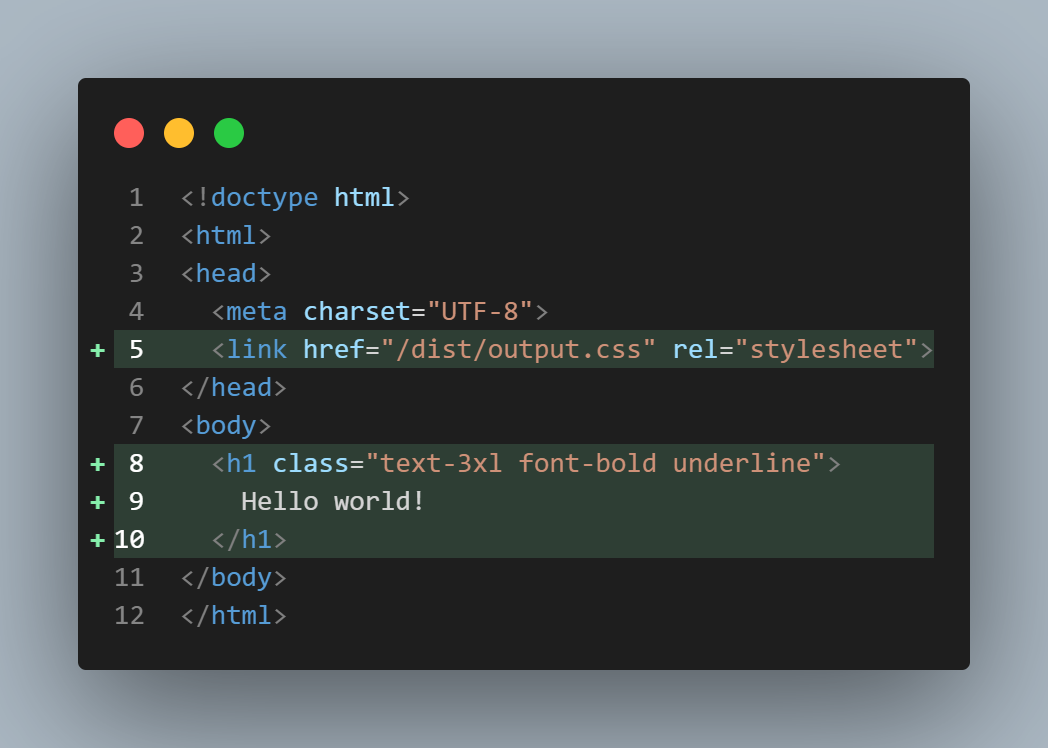 1 <!doctype html>
2 <html>
3 <head>
4   <meta charset="UTF-8">
+ 5   <link href="/dist/output.css" rel="stylesheet">
6 </head>
7 <body>
+ 8   <h1 class="text-3xl font-bold underline">
+ 9     Hello world!
+ 10   </h1>
11 </body>
12 </html>